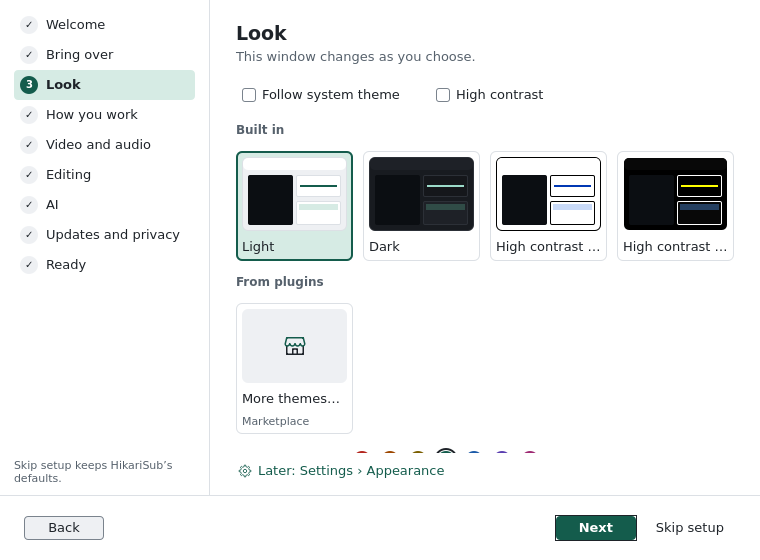 Welcome
Bring over
3 Look
How you work
Video and audio
Editing
AI
Updates and privacy
Ready
Skip setup keeps HikariSub’s
defaults.
Look
This window changes as you choose.
Follow system theme
High contrast
Built in
Light
Dark
High contrast …
High contrast …
From plugins
More themes…
Marketplace
Later: Settings › Appearance
Back
Next
Skip setup